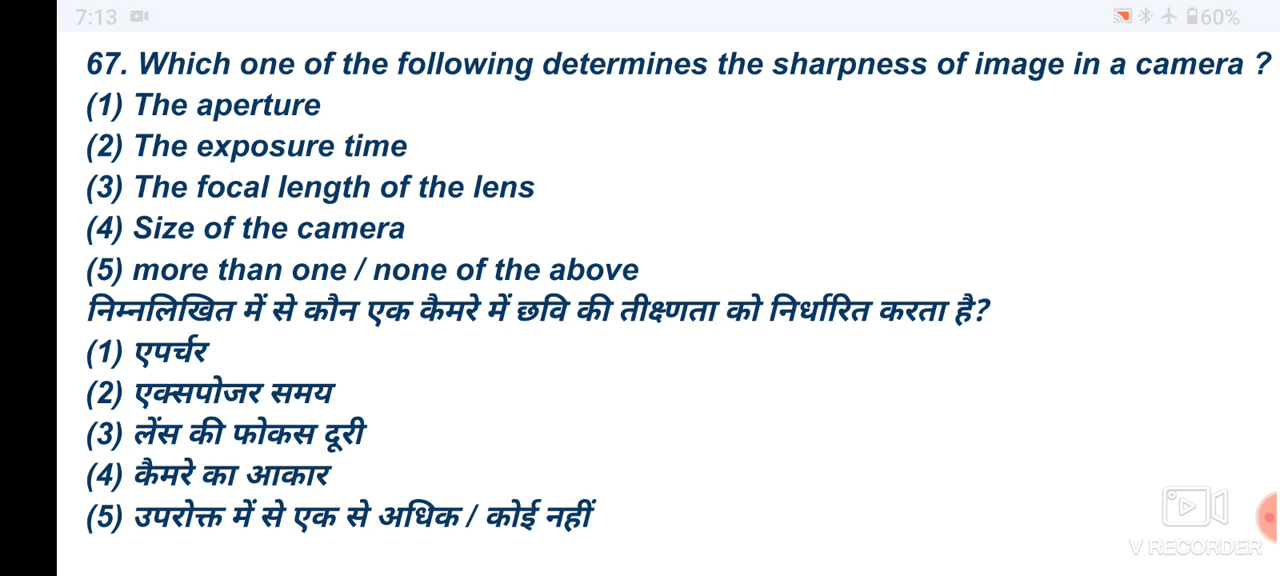 7:13
60%
67. Which one of the following determines the sharpness of image in a camera ?
(1) The aperture
(2) The exposure time
(3) The focal length of the lens
(4) Size of the camera
(5) more than one / none of the above
निम्नलिखित में से कौन एक कैमरे में छवि की तीक्ष्णता को निर्धारित करता है?
(1) एपर्चर
(2) एक्सपोजर समय
(3) लेंस की फोकस दूरी
(4) कैमरे का आकार
(5) उपरोक्त में से एक से अधिक / कोई नहीं
V RECORDER